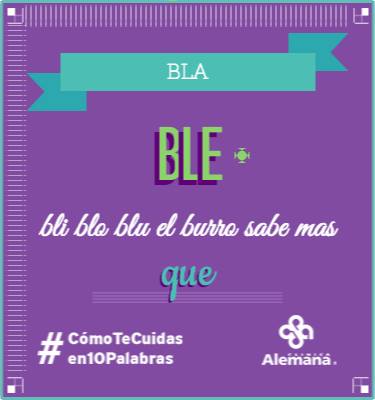 BLA
BLE
bli blo blu el burro sabe mas
que
#CómoTeCuidas
en10Palabras
Alemana